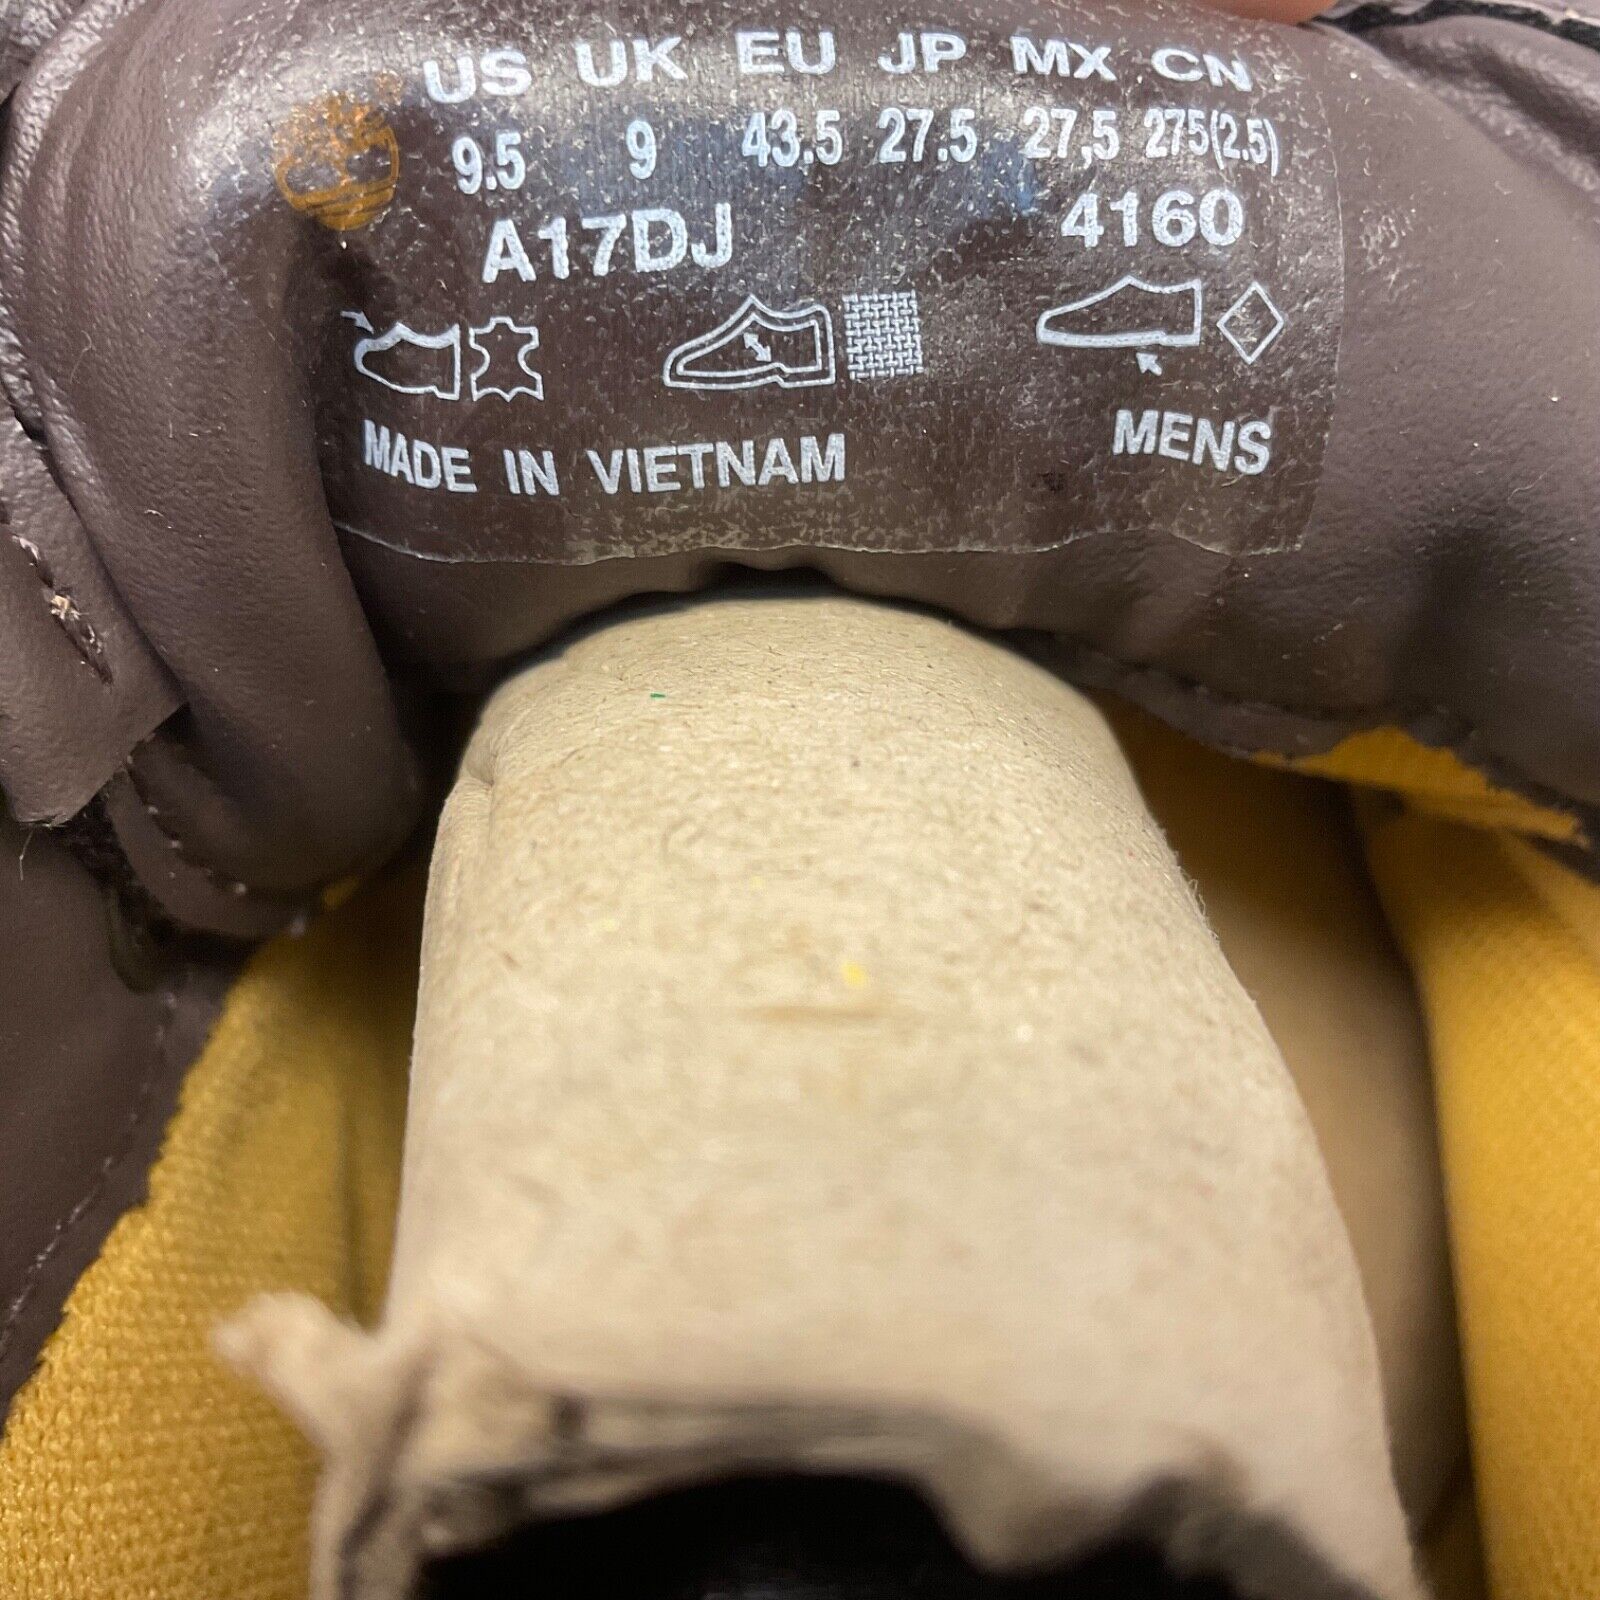 US UK EU JP MX CN
9.5 9 43.5 27.5 27,5 275(2.5)
A17DJ 4160
MADE IN VIETNAM MENS